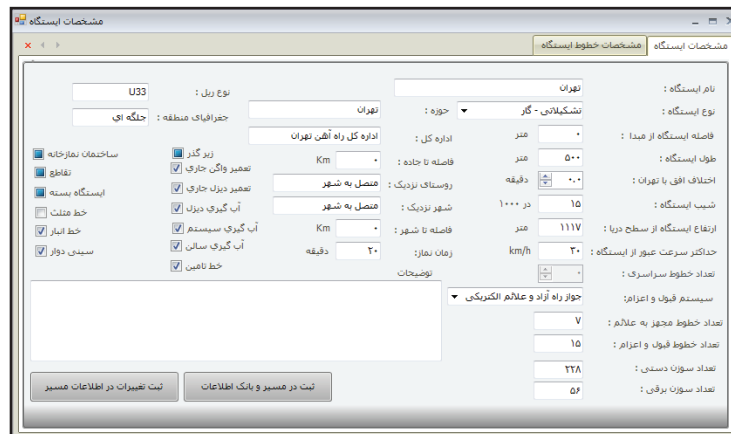 مشخصات ایستگاه
مشخصات ایستگاه مشخصات خطوط ایستگاه
نام ایستگاه : تهران
نوع ریل : U33
نوع ایستگاه : تشکیلاتی - گار
حوزه : تهران
جغرافیای منطقه : جلگه اي
فاصله ایستگاه از مبدا : ۰ متر
اداره کل : اداره کل راه آهن تهران
طول ایستگاه : ۵۰۰ متر
فاصله تا جاده : ۰ Km
اختلاف افق با تهران : ۰.۰ دقیقه
روستای نزدیک : متصل به شهر
شیب ایستگاه : ۱۵ در ۱۰۰۰
شهر نزدیک : متصل به شهر
ارتفاع ایستگاه از سطح دریا : ۱۱۱۷ متر
فاصله تا شهر : ۰ Km
حداکثر سرعت عبور از ایستگاه : ۳۰ km/h
زمان نماز: ۲۰ دقیقه
زیر گذر
تعمیر واگن جاري
تعمیر دیزل جاري
آب گیري دیزل
آب گیري سیستم
آب گیري سالن
خط تامین
ساختمان نمازخانه
تقاطع
ایستگاه بسته
خط مثلث
خط انبار
سینی دوار
تعداد خطوط سراسری : ۰
توضیحات
سیستم قبول و اعزام: جواز راه آزاد و علائم الکتریکی
تعداد خطوط مجهز به علائم : ۷
تعداد خطوط قبول و اعزام : ۱۵
تعداد سوزن دستی : ۲۲۸
تعداد سوزن برقی : ۵۶
ثبت در مسیر و بانک اطلاعات
ثبت تغییرات در اطلاعات مسیر